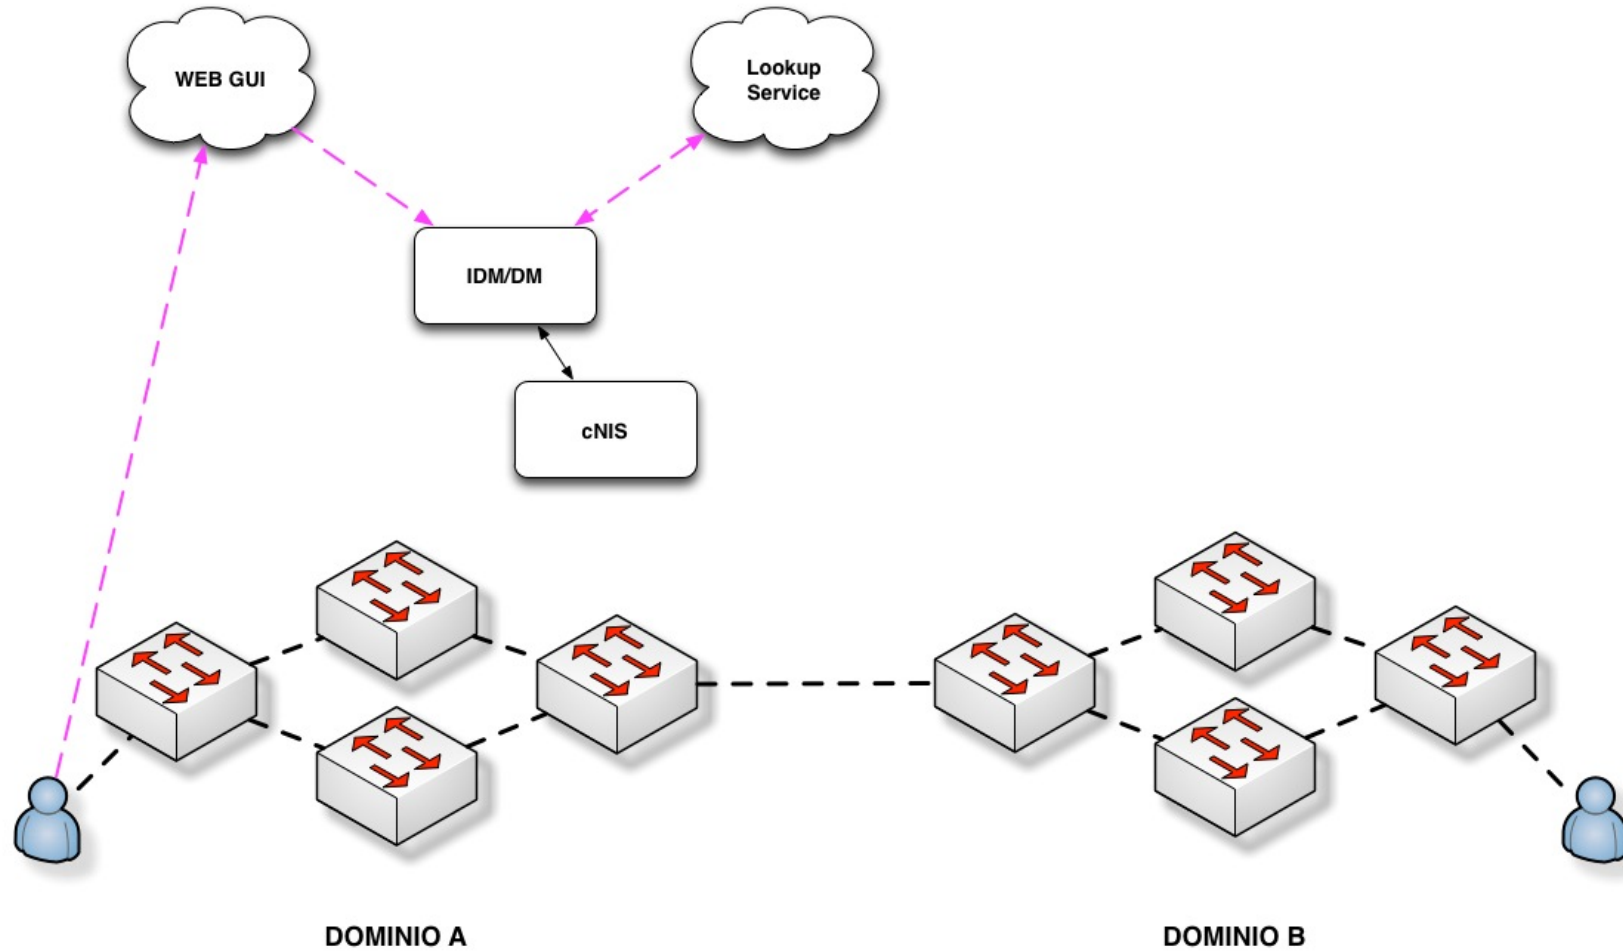 WEB GUI
Lookup
Service
IDM/DM
cNIS
DOMINIO A
DOMINIO B